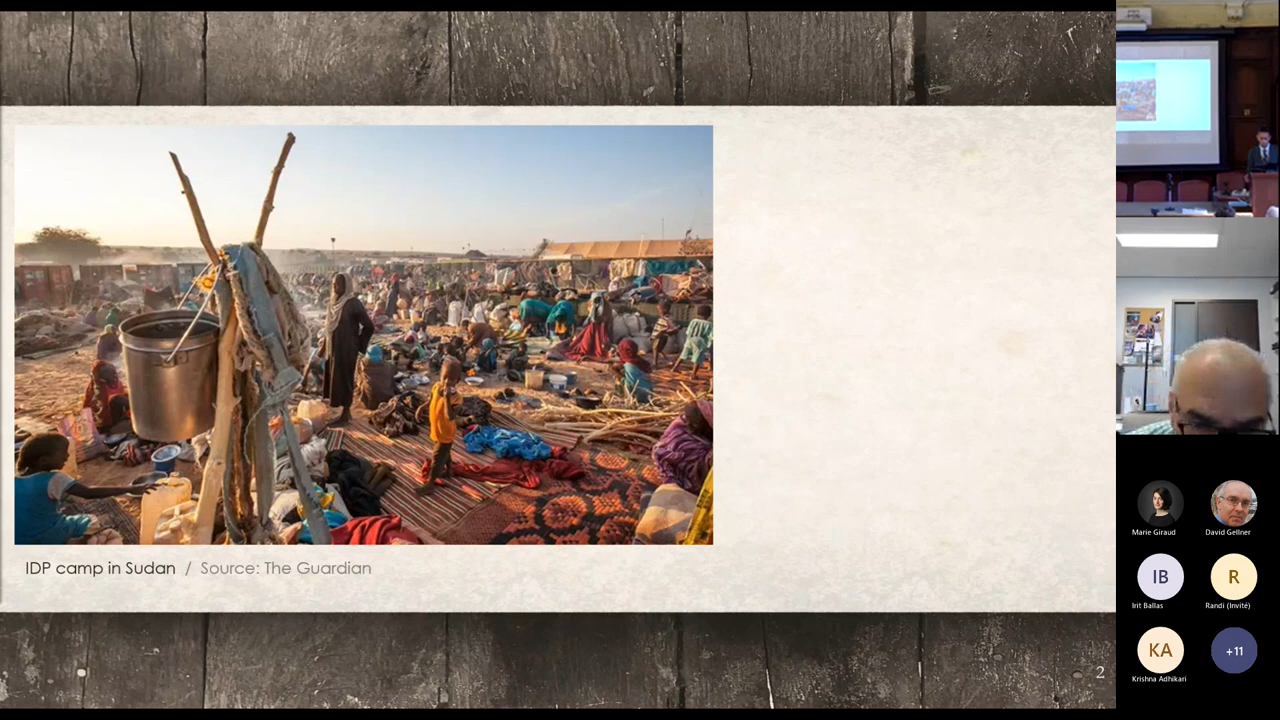 IDP camp in Sudan / Source: The Guardian
2
Marie Giraud
David Gellner
IB
R
Irit Ballas
Randi (Invité)
KA
+11
Krishna Adhikari